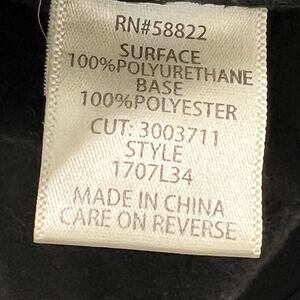 RN#58822
SURFACE
100%POLYURETHANE
BASE
100%POLYESTER
CUT: 3003711
STYLE
1707L34
MADE IN CHINA
CARE ON REVERSE